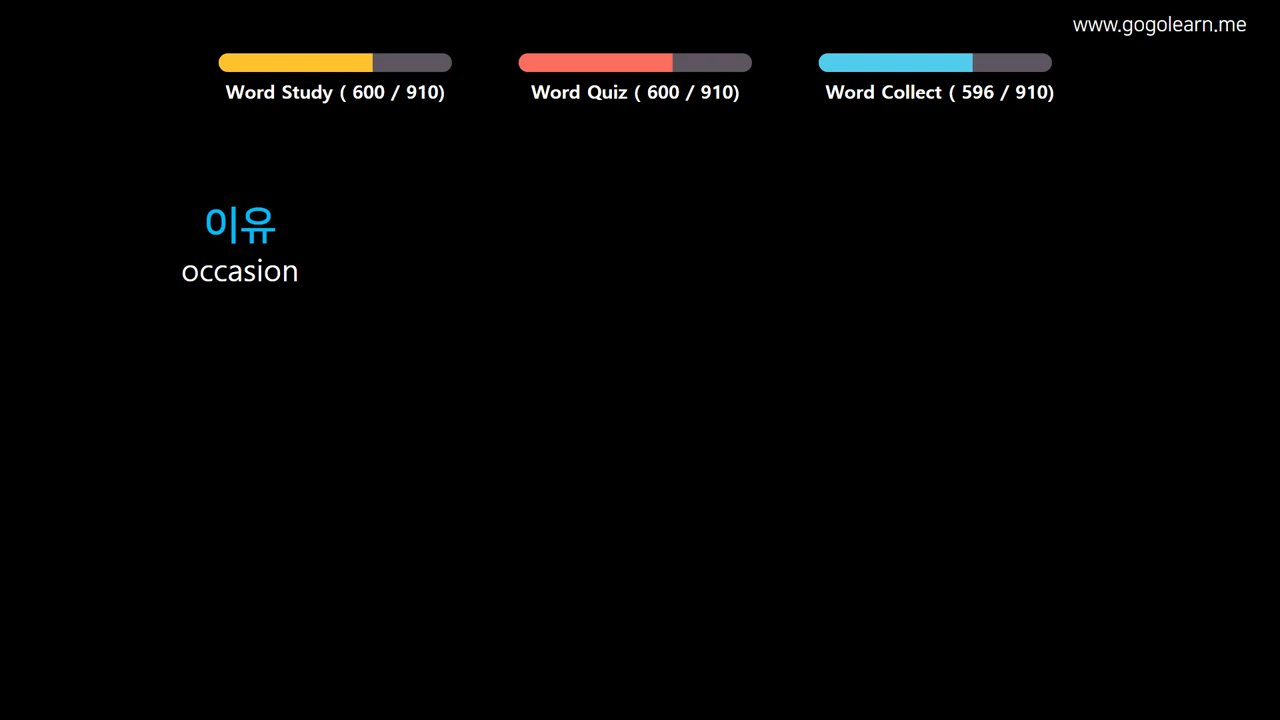 www.gogolearn.me
Word Study ( 600 / 910)
Word Quiz ( 600 / 910)
Word Collect ( 596 / 910)
이유
occasion